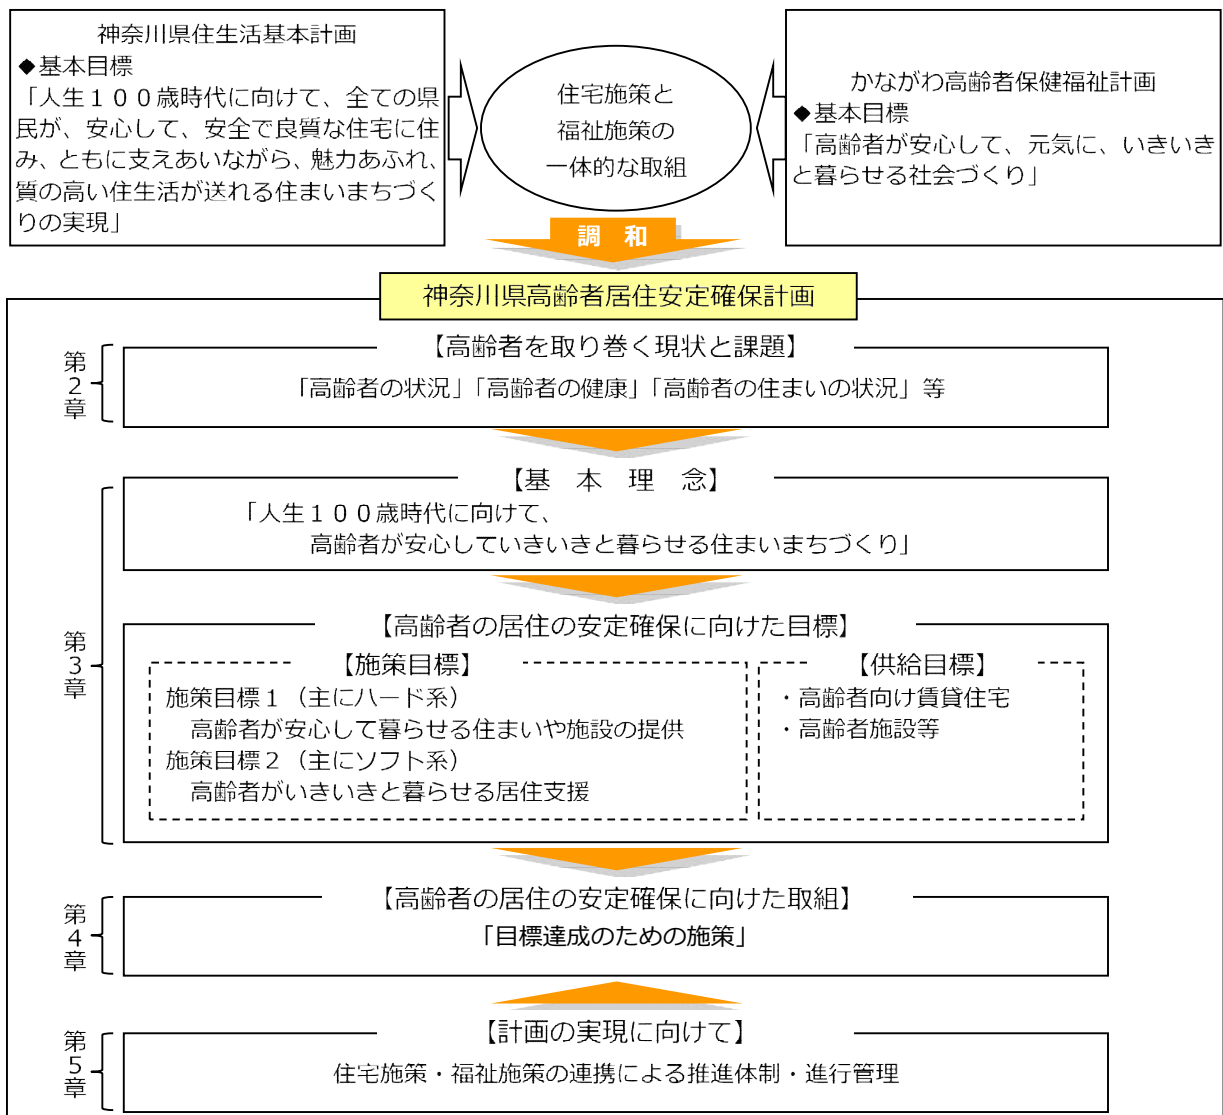 神奈川県住生活基本計画
◆基本目標
「人生１００歳時代に向けて、全ての県
民が、安心して、安全で良質な住宅に住
み、ともに支えあいながら、魅力あふれ、
質の高い住生活が送れる住まいまちづく
りの実現」
住宅施策と
福祉施策の
一体的な取組
かながわ高齢者保健福祉計画
◆基本目標
「高齢者が安心して、元気に、いきいき
と暮らせる社会づくり」
調　和
神奈川県高齢者居住安定確保計画
第２章
【高齢者を取り巻く現状と課題】
「高齢者の状況」「高齢者の健康」「高齢者の住まいの状況」等
第３章
【基　本　理　念】
「人生１００歳時代に向けて、
高齢者が安心していきいきと暮らせる住まいまちづくり」
【高齢者の居住の安定確保に向けた目標】
【施策目標】
施策目標１（主にハード系）
高齢者が安心して暮らせる住まいや施設の提供
施策目標２（主にソフト系）
高齢者がいきいきと暮らせる居住支援
【供給目標】
・高齢者向け賃貸住宅
・高齢者施設等
第４章
【高齢者の居住の安定確保に向けた取組】
「目標達成のための施策」
第５章
【計画の実現に向けて】
住宅施策・福祉施策の連携による推進体制・進行管理